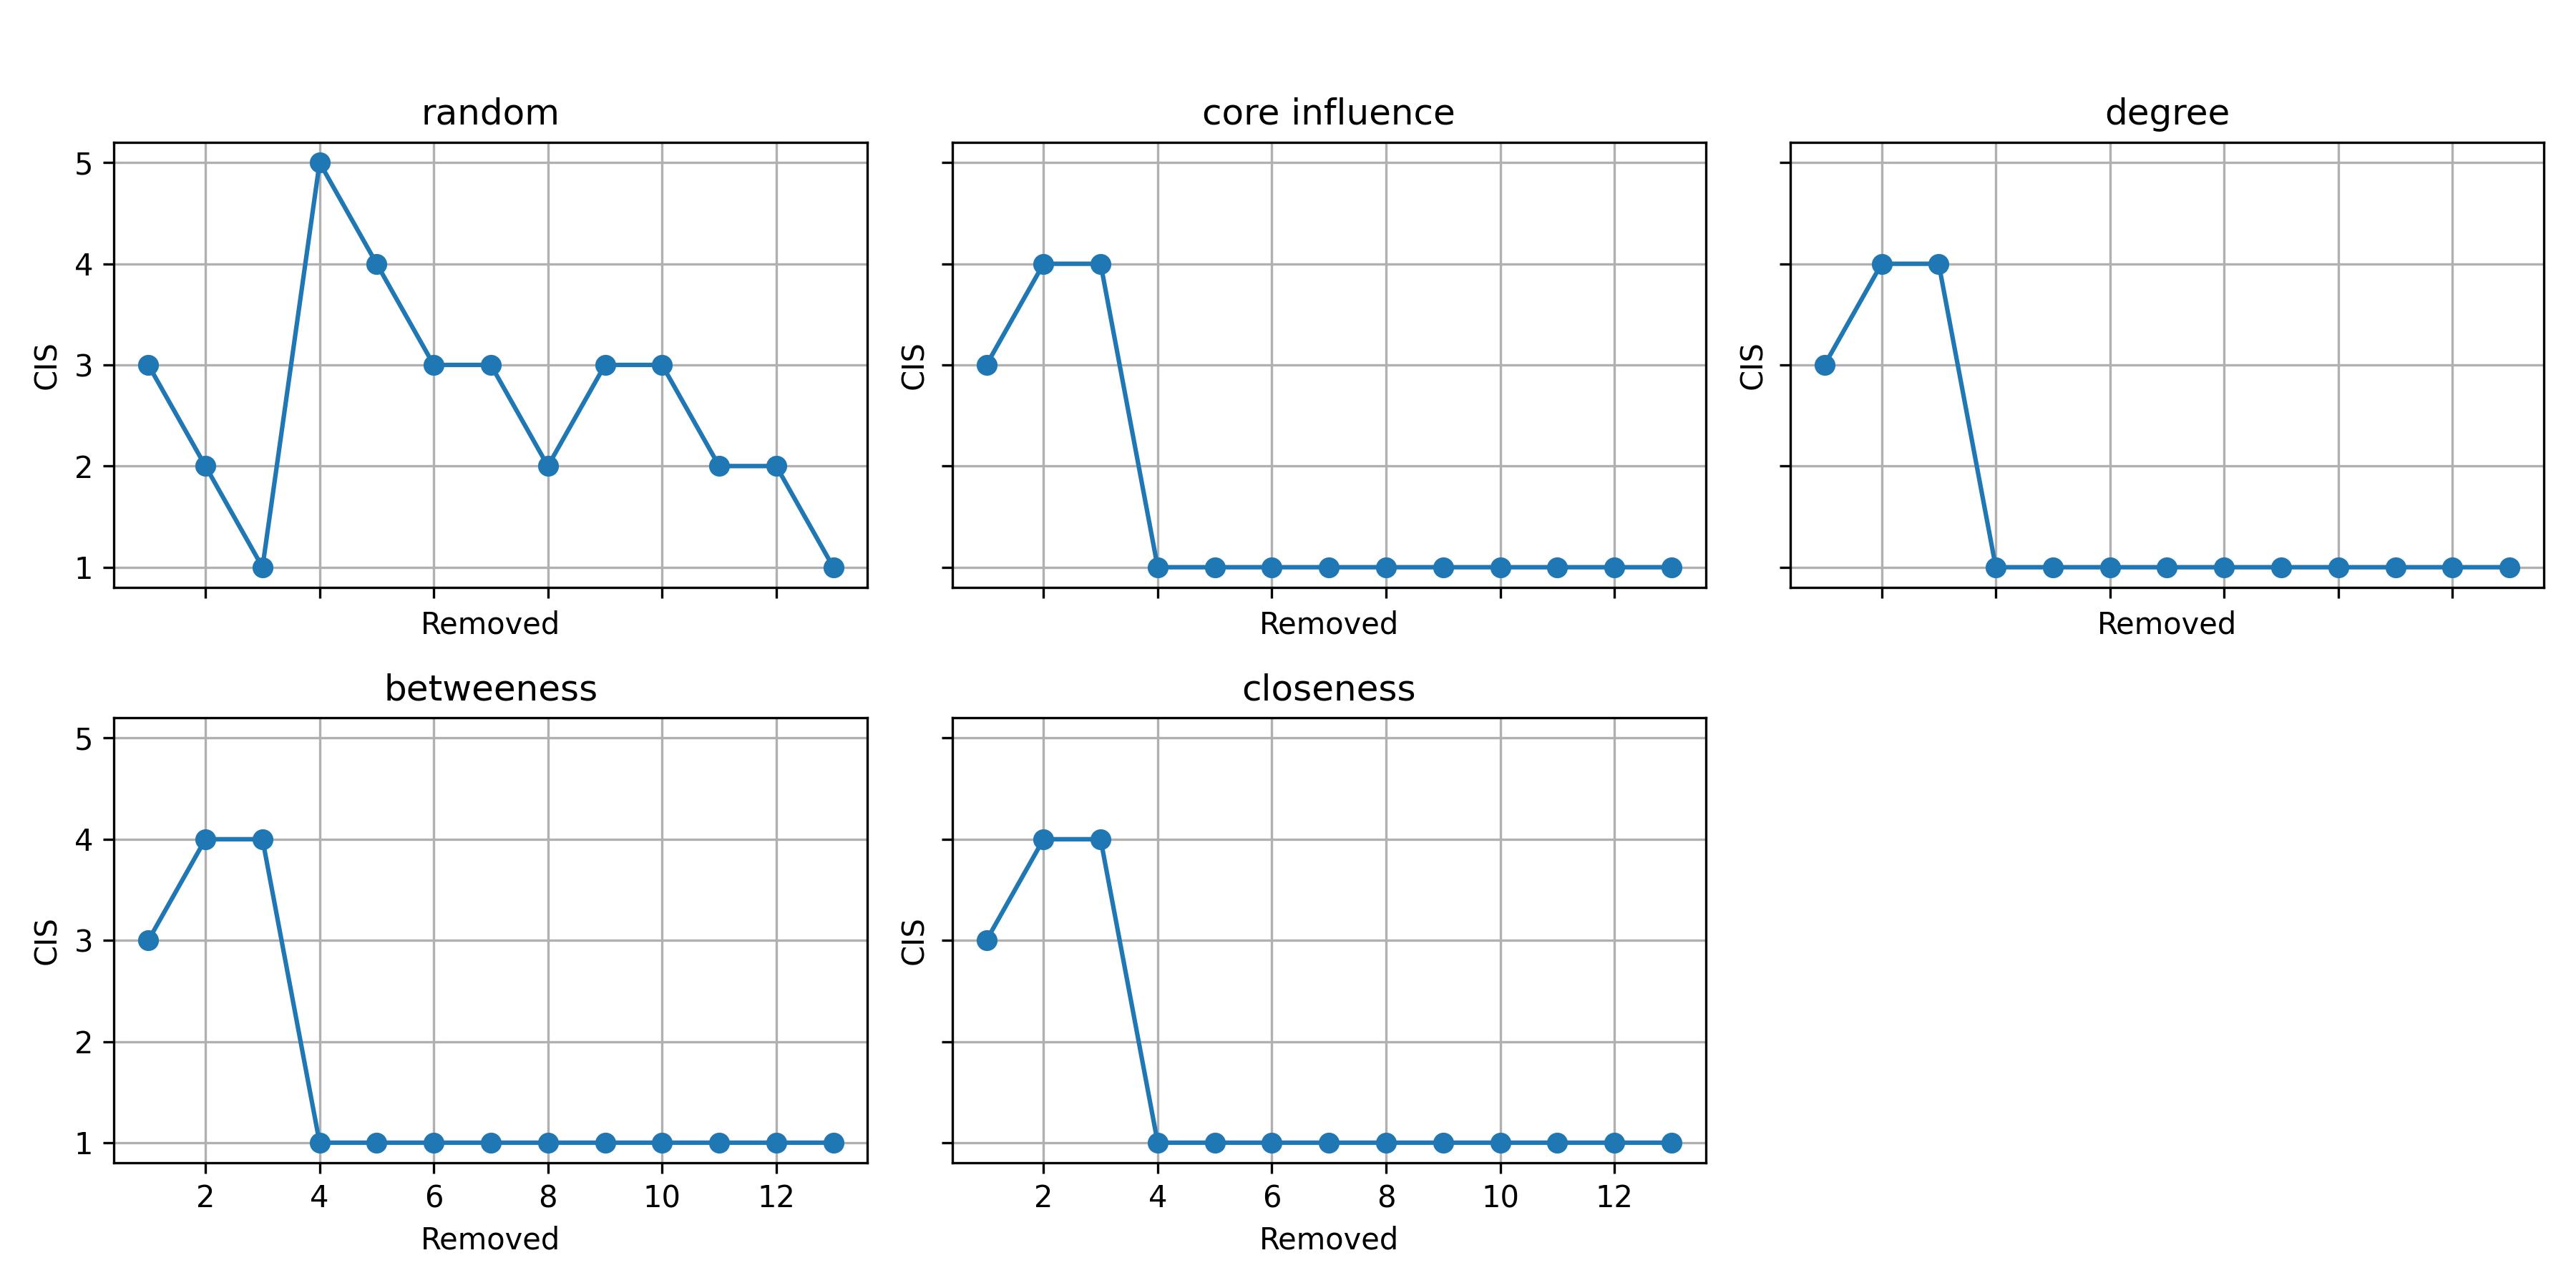 random
5
4
3
2
1
CIS
Removed
core influence
CIS
Removed
degree
CIS
Removed
betweeness
5
4
3
2
1
CIS
2 4 6 8 10 12
Removed
closeness
CIS
2 4 6 8 10 12
Removed